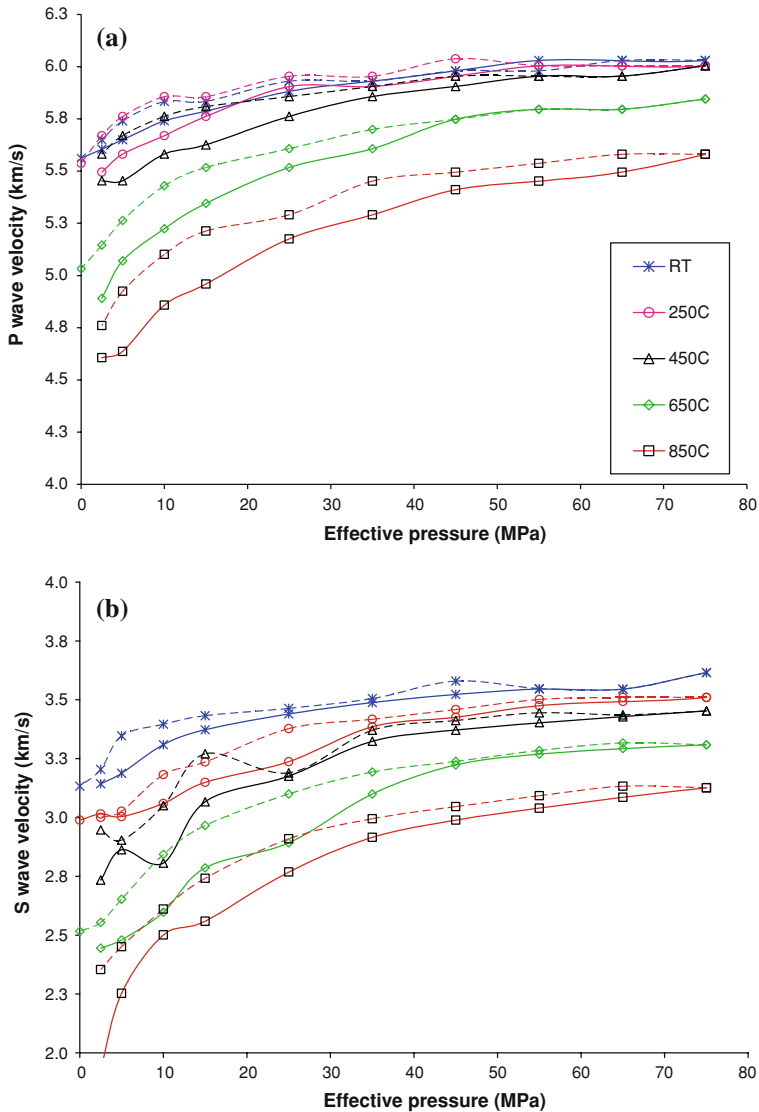 (a)
P wave velocity (km/s)
6.3
6.0
5.8
5.5
5.3
5.0
4.8
4.5
4.3
4.0
0 10 20 30 40 50 60 70 80
Effective pressure (MPa)
RT
250C
450C
650C
850C
(b)
S wave velocity (km/s)
4.0
3.8
3.5
3.3
3.0
2.8
2.5
2.3
2.0
0 10 20 30 40 50 60 70 80
Effective pressure (MPa)